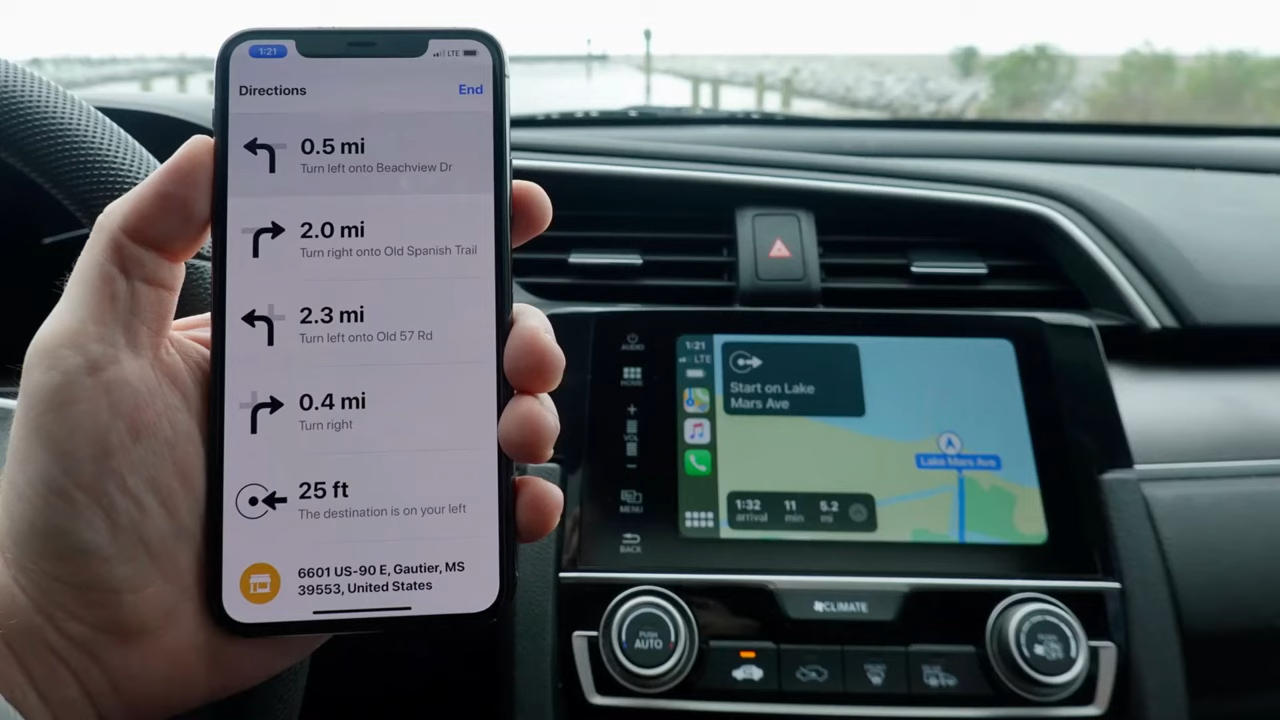 1:21
LTE
Directions
End
0.5 mi
Turn left onto Beachview Dr
2.0 mi
Turn right onto Old Spanish Trail
2.3 mi
Turn left onto Old 57 Rd
0.4 mi
Turn right
25 ft
The destination is on your left
6601 US-90 E, Gautier, MS
39553, United States
AUDIO
HOME
+
VOL
-
MENU
BACK
1:21
LTE
Start on Lake
Mars Ave
Lake Mars Ave
1:32 11 5.2
arrival min mi
CLIMATE
PUSH
AUTO
PUSH